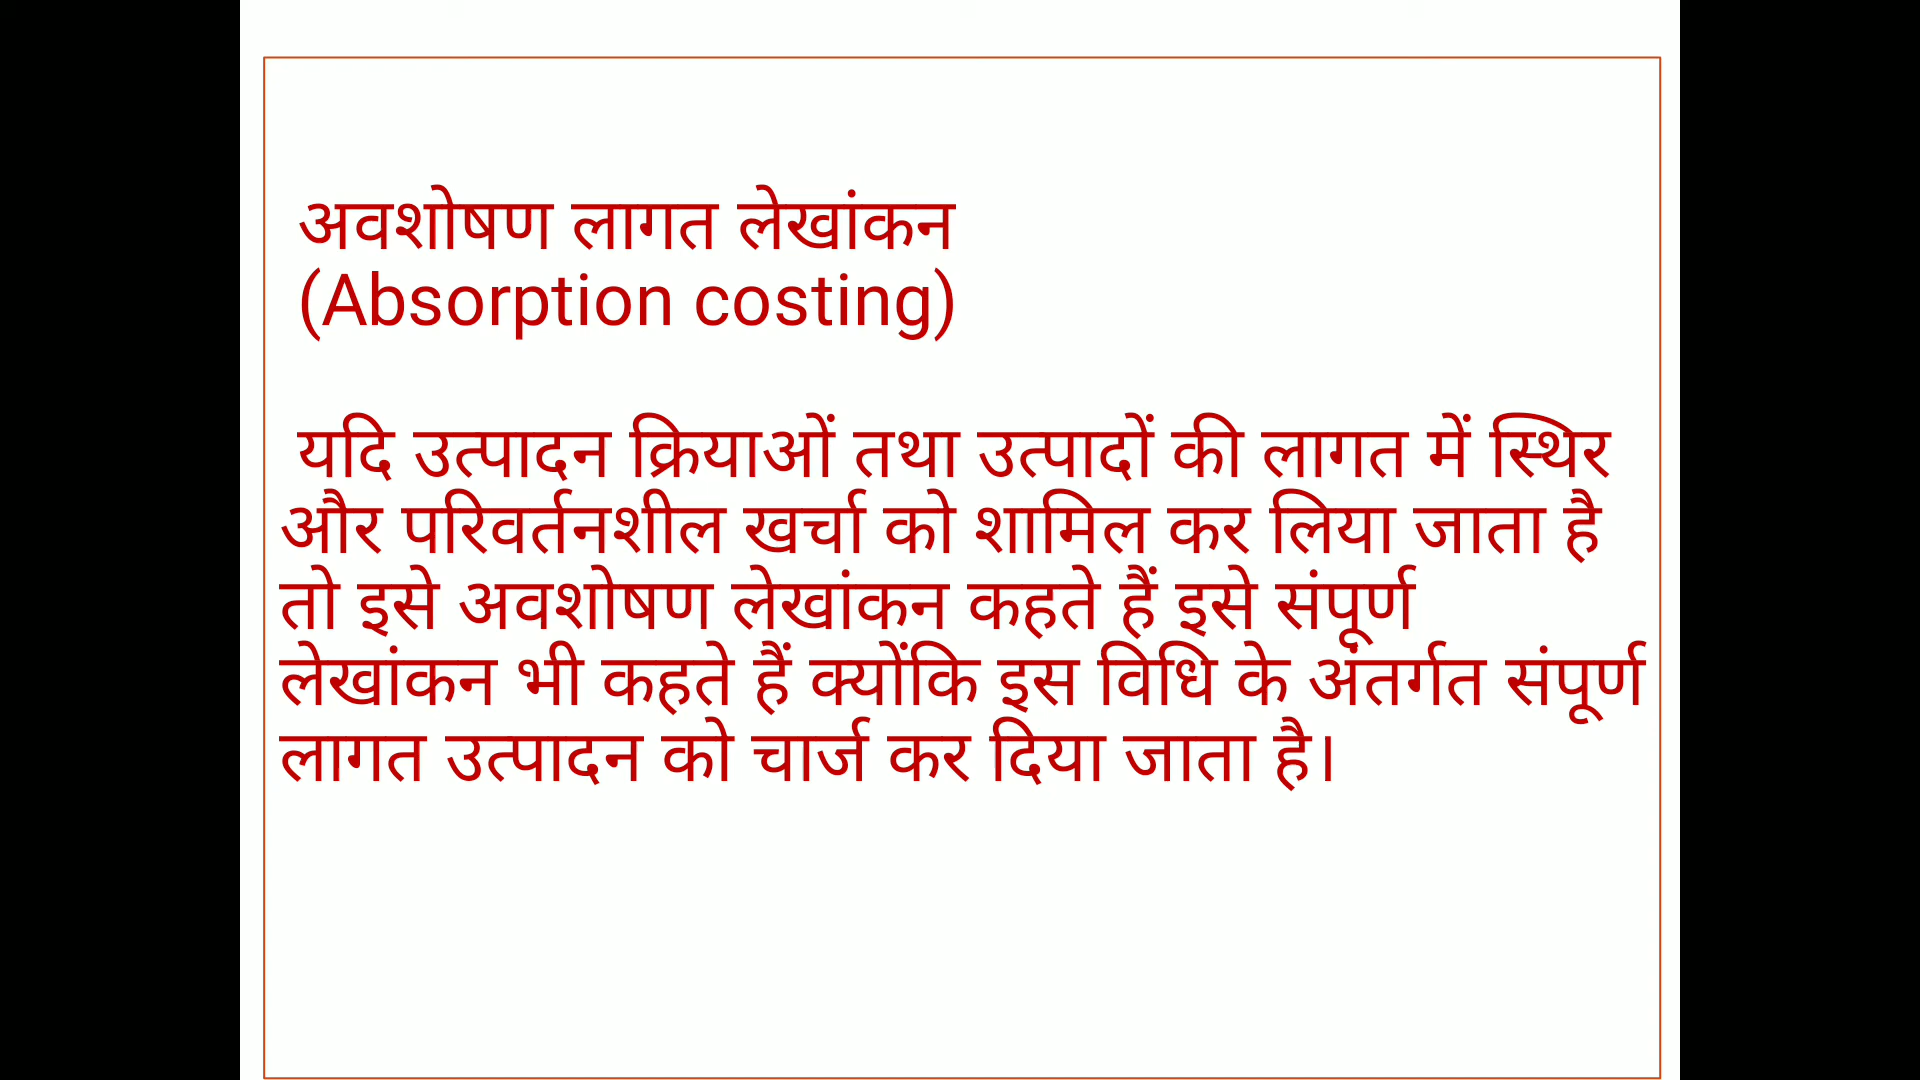 अवशोषण लागत लेखांकन
(Absorption costing)
यदि उत्पादन क्रियाओं तथा उत्पादों की लागत में स्थिर
और परिवर्तनशील खर्चा को शामिल कर लिया जाता है
तो इसे अवशोषण लेखांकन कहते हैं इसे संपूर्ण
लेखांकन भी कहते हैं क्योंकि इस विधि के अंतर्गत संपूर्ण
लागत उत्पादन को चार्ज कर दिया जाता है।